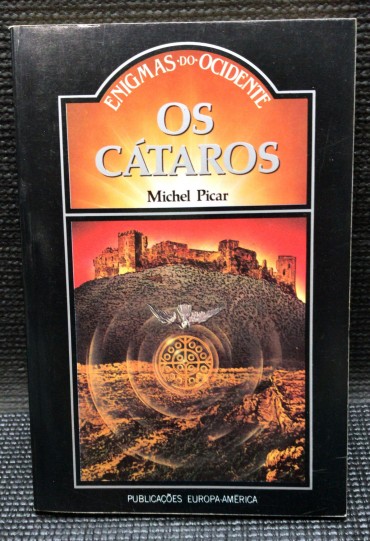 ENIGMAS·DO·OCIDENTE
OS
CÁTAROS
Michel Picar
PUBLICAÇÕES EUROPA-AMÉRICA